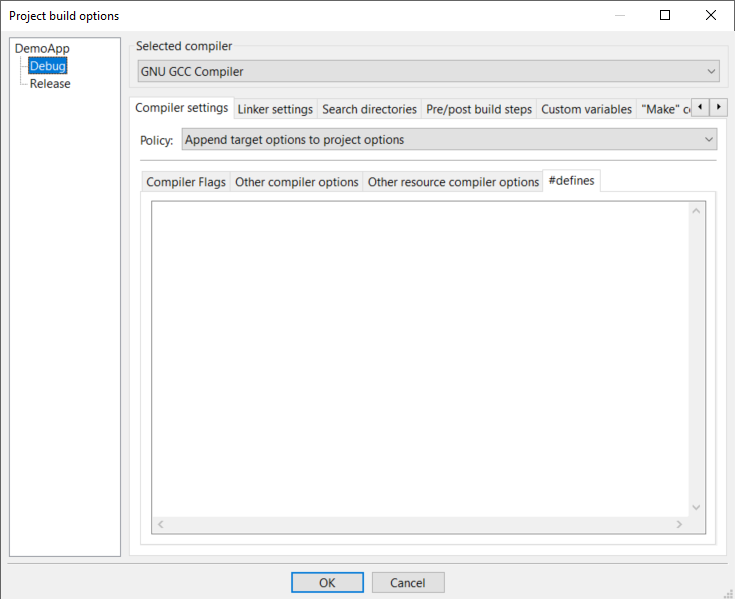 Project build options
DemoApp
Debug
Release
Selected compiler
GNU GCC Compiler
Compiler settings Linker settings Search directories Pre/post build steps Custom variables "Make" co
Policy: Append target options to project options
Compiler Flags Other compiler options Other resource compiler options #defines
OK Cancel